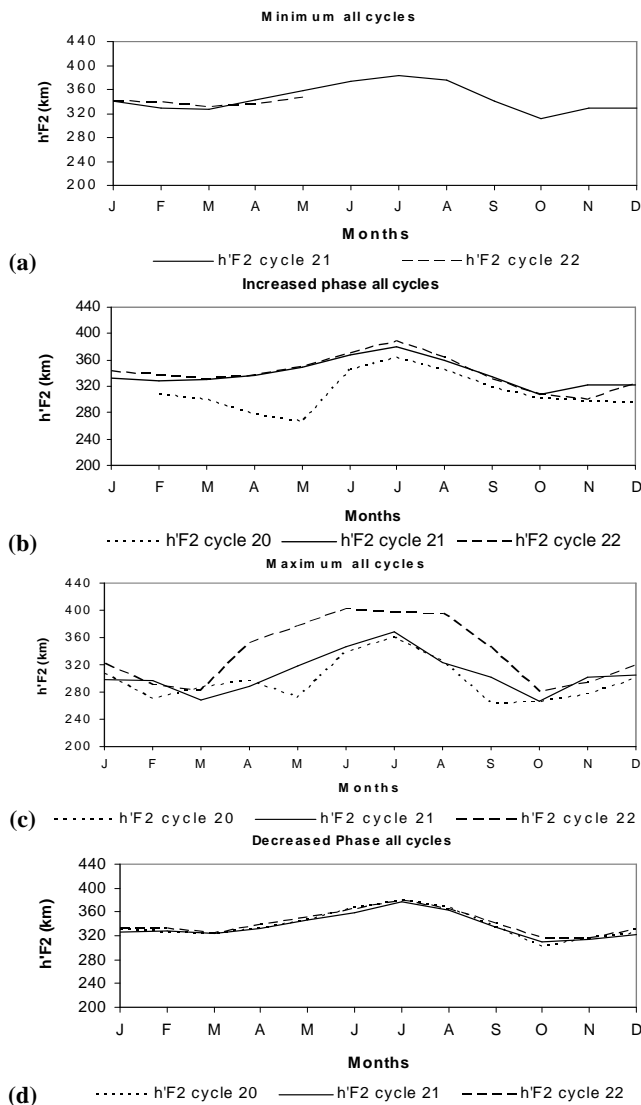 Minimum all cycles
440
400
360
320
280
240
200
h'F2 (km)
J F M A M J J A S O N D
Months
(a)
h'F2 cycle 21 h'F2 cycle 22
Increased phase all cycles
440
400
360
320
280
240
200
h'F2 (km)
J F M A M J J A S O N D
Months
(b)
h'F2 cycle 20 h'F2 cycle 21 h'F2 cycle 22
Maximum all cycles
440
400
360
320
280
240
200
h'F2 (km)
J F M A M J J A S O N D
Months
(c)
h'F2 cycle 20 h'F2 cycle 21 h'F2 cycle 22
Decreased Phase all cycles
440
400
360
320
280
240
200
h'F2 (km)
J F M A M J J A S O N D
Months
(d)
h'F2 cycle 20 h'F2 cycle 21 h'F2 cycle 22